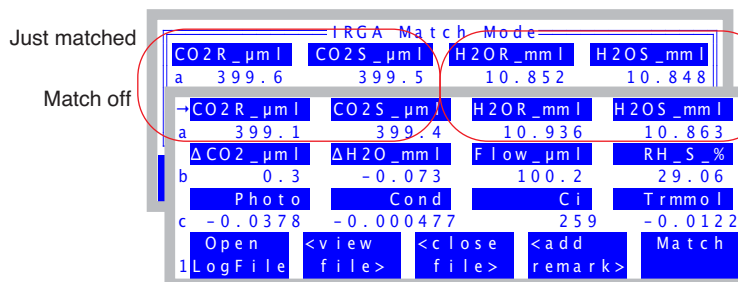 Just matched
IRGA Match Mode
CO2R_µml CO2S_µml H2OR_mml H2OS_mml
a 399.6 399.5 10.852 10.848
Match off
→CO2R_µml CO2S_µml H2OR_mml H2OS_mml
a 399.1 399.4 10.936 10.863
ΔCO2_µml ΔH2O_mml Flow_µml RH_S_%
b 0.3 -0.073 100.2 29.06
Photo Cond Ci Trmmol
c -0.0378 -0.000477 259 -0.0122
Open <view <close <add Match
1 LogFile file> file> remark>